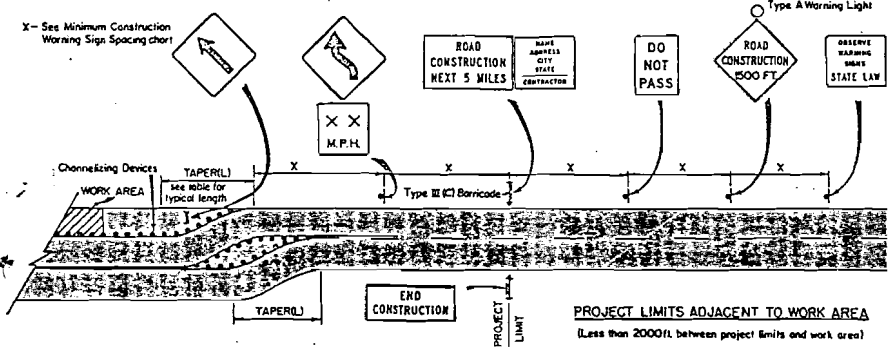 X- See Minimum Construction
Warning Sign Spacing chart
Type A Warning Light
ROAD
CONSTRUCTION
NEXT 5 MILES
NAME
ADDRESS
CITY
STATE
CONTRACTOR
DO
NOT
PASS
ROAD
CONSTRUCTION
1500 FT.
OBSERVE
WARNING
SIGNS
STATE LAW
X X
M.P.H.
Channelizing Devices
TAPER(L)
see table for
typical length
WORK AREA
X
X
X
X
X
Type III (C) Barricade
TAPER(L)
END
CONSTRUCTION
PROJECT
LIMIT
PROJECT LIMITS ADJACENT TO WORK AREA
(Less than 2000ft. between project limits and work area)